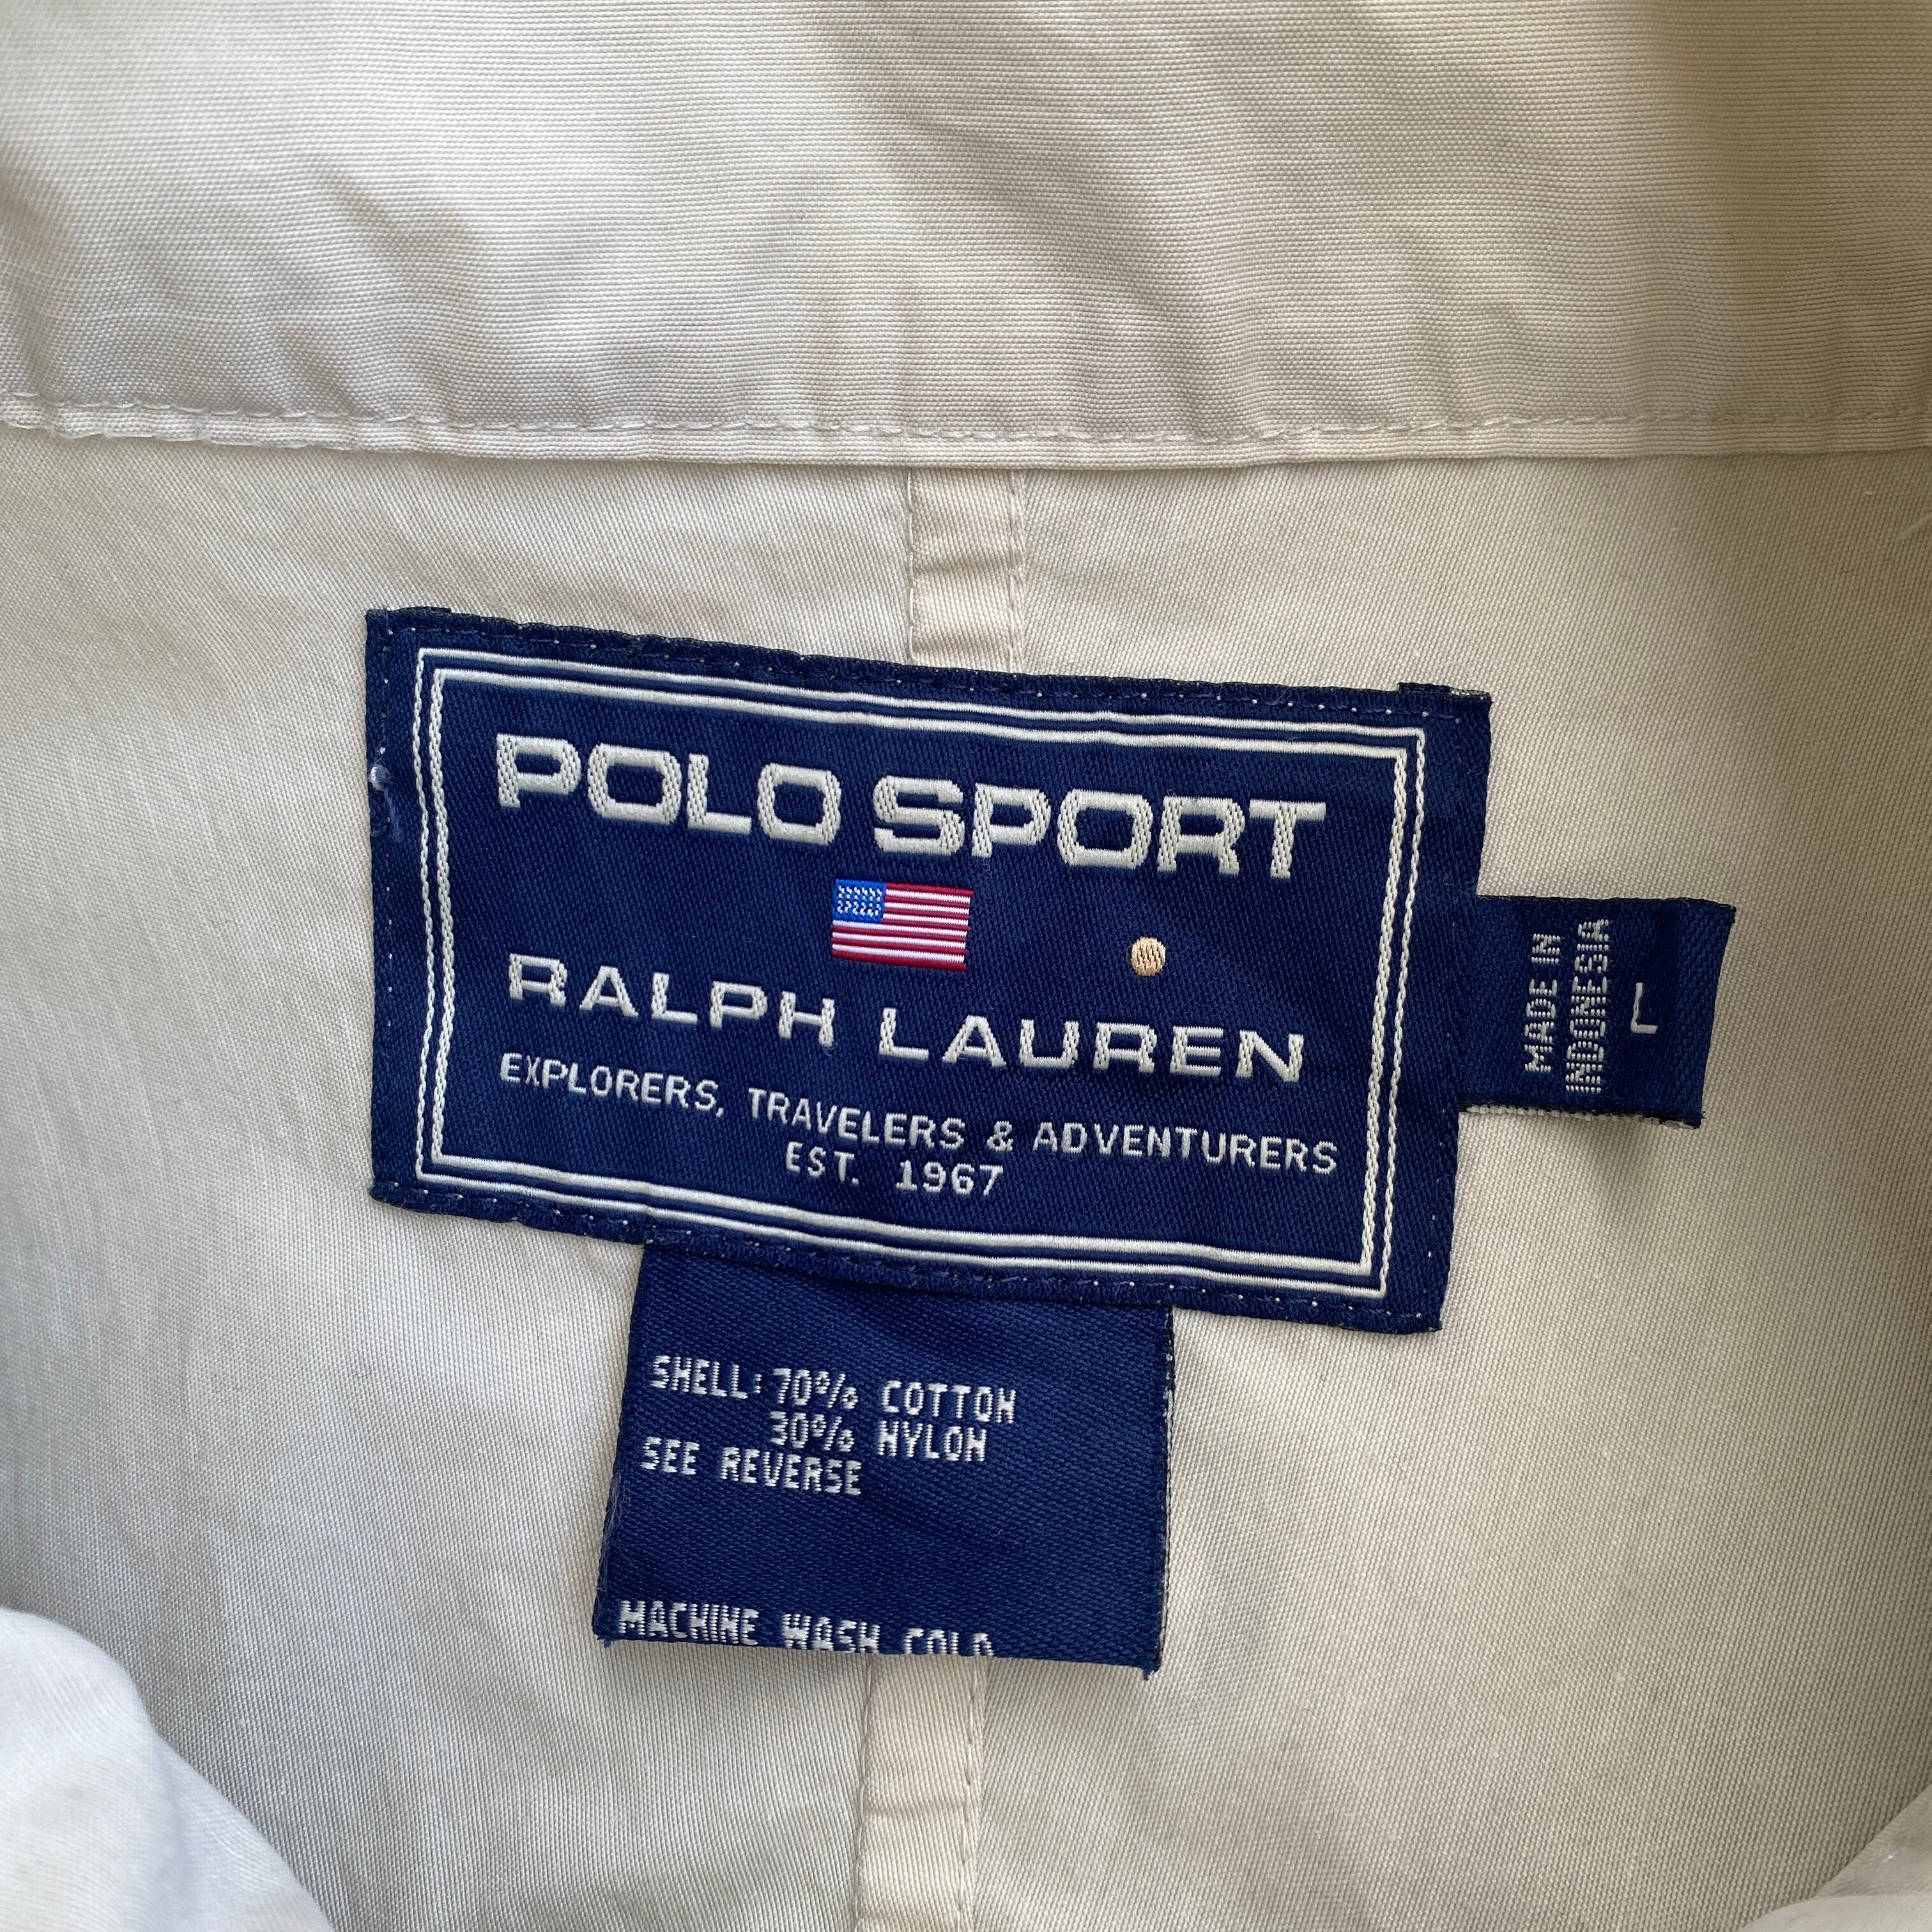 POLO SPORT
RALPH LAUREN
EXPLORERS, TRAVELERS & ADVENTURERS
EST. 1967
MADE IN
INDONESIA
L
SHELL: 70% COTTON
30% NYLON
SEE REVERSE
MACHINE WASH COLD